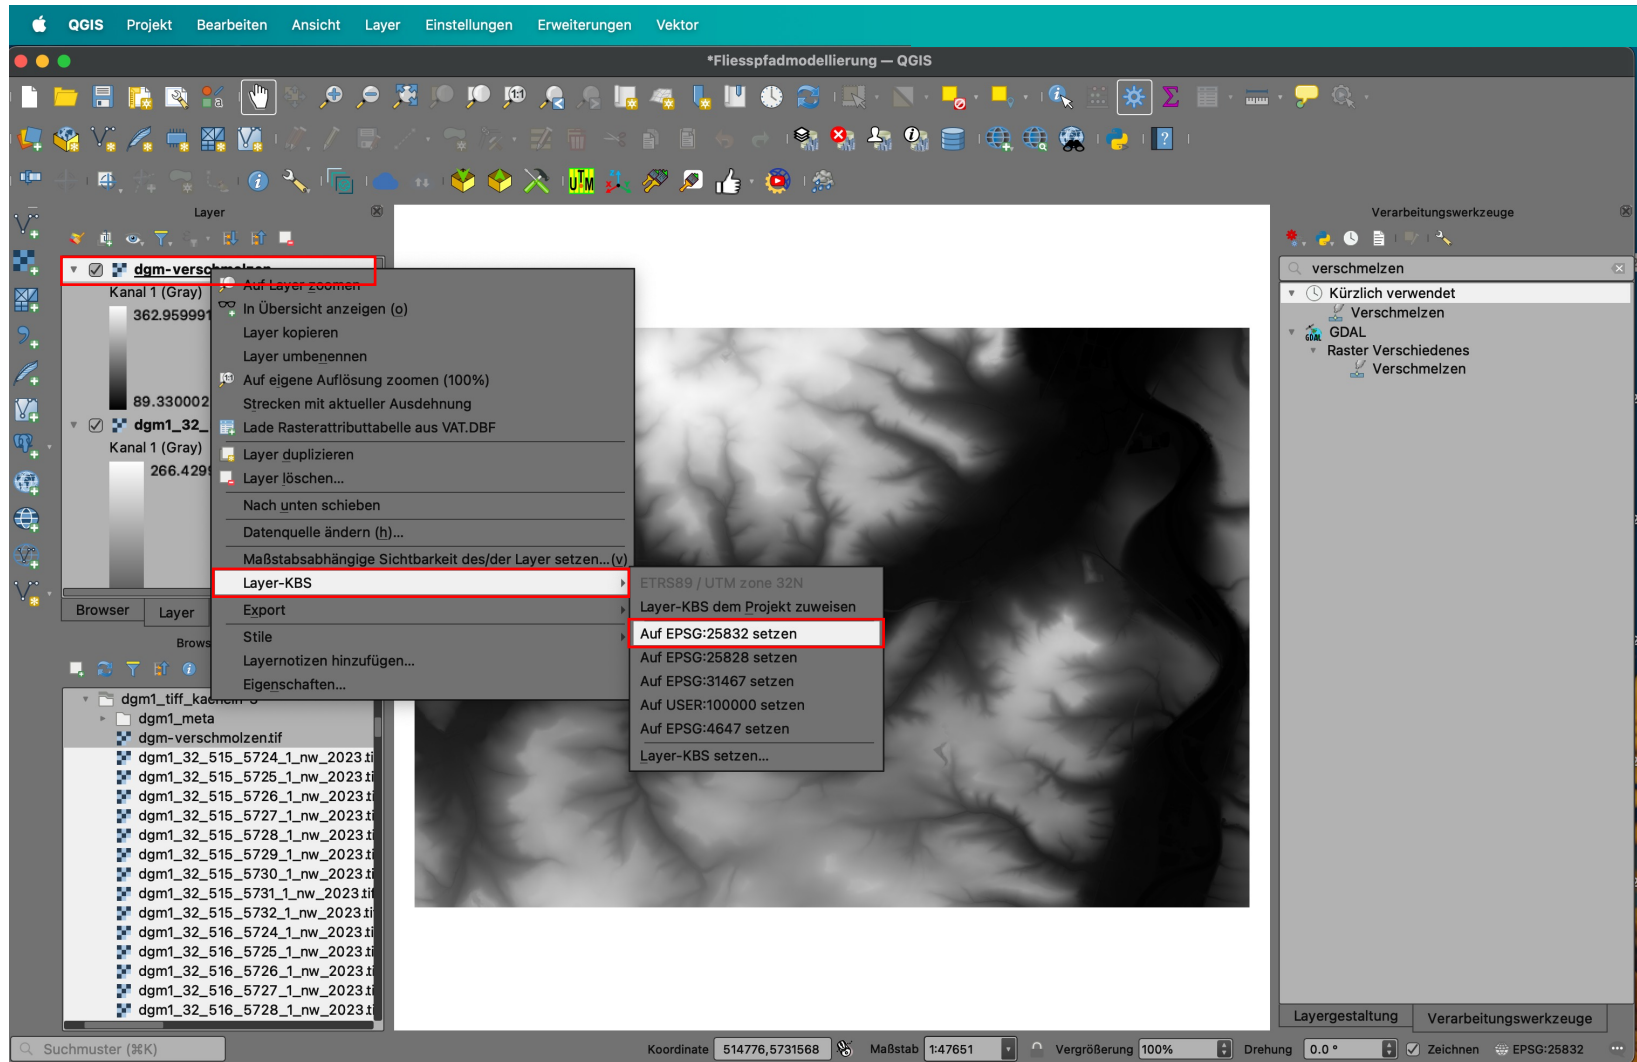 QGIS Projekt Bearbeiten Ansicht Layer Einstellungen Erweiterungen Vektor
*Fliesspfadmodellierung — QGIS
Layer
dgm-verschmelzen
Kanal 1 (Gray)
362.959991
89.330002
dgm1_32_
Kanal 1 (Gray)
266.4299
Auf Layer zoomen
In Übersicht anzeigen (o)
Layer kopieren
Layer umbenennen
Auf eigene Auflösung zoomen (100%)
Strecken mit aktueller Ausdehnung
Lade Rasterattributtabelle aus VAT.DBF
Layer duplizieren
Layer löschen...
Nach unten schieben
Datenquelle ändern (h)...
Maßstabsabhängige Sichtbarkeit des/der Layer setzen...(v)
Layer-KBS
Export
Stile
Layernotizen hinzufügen...
Eigenschaften...
ETRS89 / UTM zone 32N
Layer-KBS dem Projekt zuweisen
Auf EPSG:25832 setzen
Auf EPSG:25828 setzen
Auf EPSG:31467 setzen
Auf USER:100000 setzen
Auf EPSG:4647 setzen
Layer-KBS setzen...
Browser Layer
Brows
dgm1_meta
dgm-verschmolzen.tif
dgm1_32_515_5724_1_nw_2023.ti
dgm1_32_515_5725_1_nw_2023.ti
dgm1_32_515_5726_1_nw_2023.ti
dgm1_32_515_5727_1_nw_2023.ti
dgm1_32_515_5728_1_nw_2023.ti
dgm1_32_515_5729_1_nw_2023.ti
dgm1_32_515_5730_1_nw_2023.ti
dgm1_32_515_5731_1_nw_2023.tif
dgm1_32_515_5732_1_nw_2023.ti
dgm1_32_516_5724_1_nw_2023.ti
dgm1_32_516_5725_1_nw_2023.ti
dgm1_32_516_5726_1_nw_2023.ti
dgm1_32_516_5727_1_nw_2023.ti
dgm1_32_516_5728_1_nw_2023.ti
Verarbeitungswerkzeuge
verschmelzen
Kürzlich verwendet
Verschmelzen
GDAL
Raster Verschiedenes
Verschmelzen
Layergestaltung Verarbeitungswerkzeuge
Suchmuster (⌘K) Koordinate 514776,5731568 Maßstab 1:47651 Vergrößerung 100% Drehung 0.0 ° Zeichnen EPSG:25832